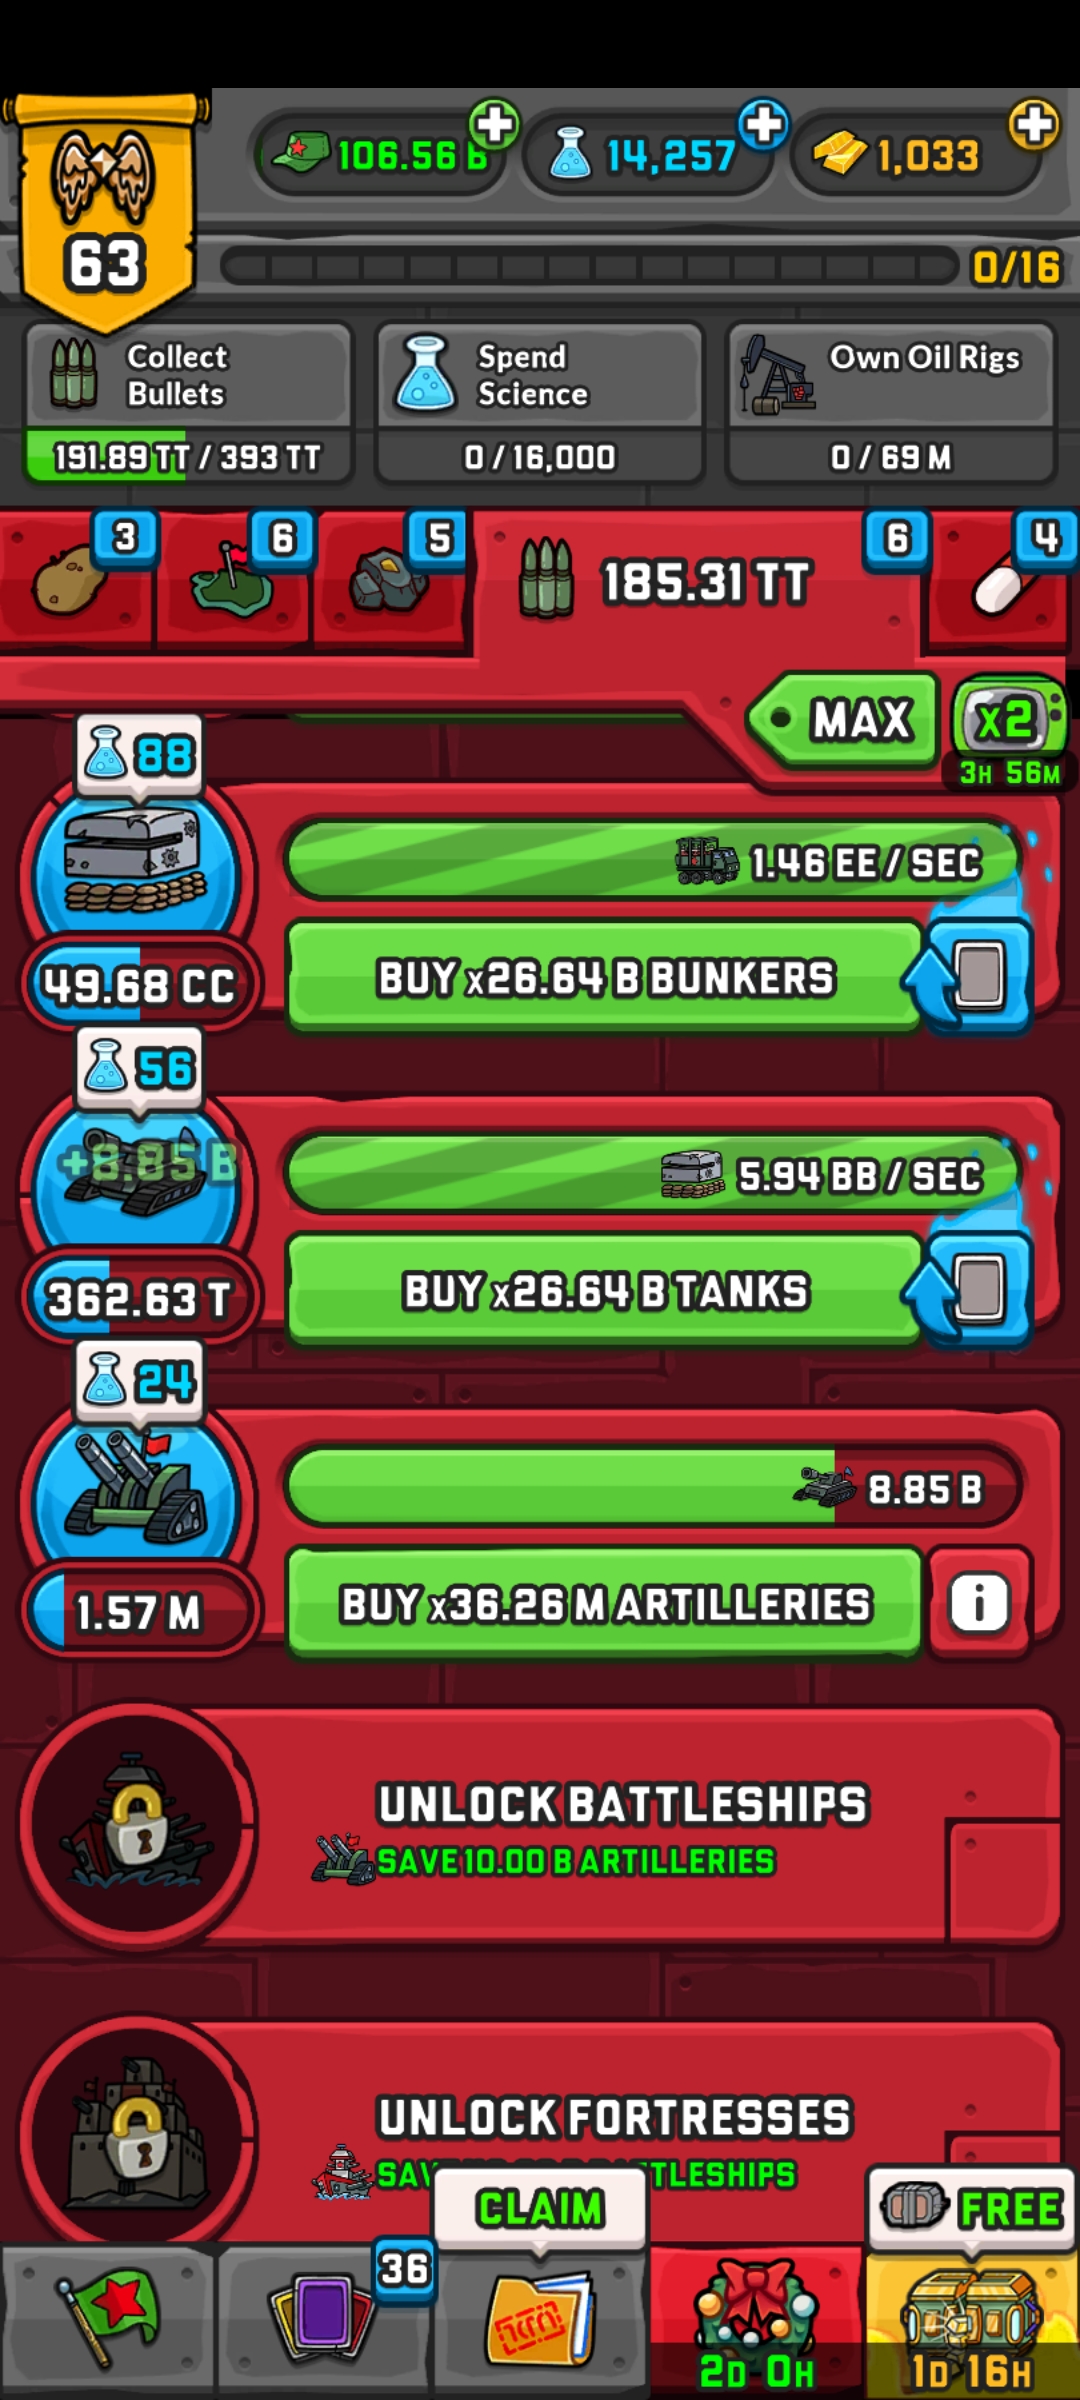 106.56 B
14,257
1,033
63
0/16
Collect
Bullets
191.89 TT / 393 TT
Spend
Science
0 / 16,000
Own Oil Rigs
0 / 69 M
3
6
5
185.31 TT
6
4
MAX
x2
3H 56M
88
1.46 EE / SEC
49.68 CC
BUY x26.64 B BUNKERS
56
+8.85 B
5.94 BB / SEC
362.63 T
BUY x26.64 B TANKS
24
8.85 B
1.57 M
BUY x36.26 M ARTILLERIES
UNLOCK BATTLESHIPS
SAVE 10.00 B ARTILLERIES
UNLOCK FORTRESSES
CLAIM
FREE
36
2D 0H
1D 16H